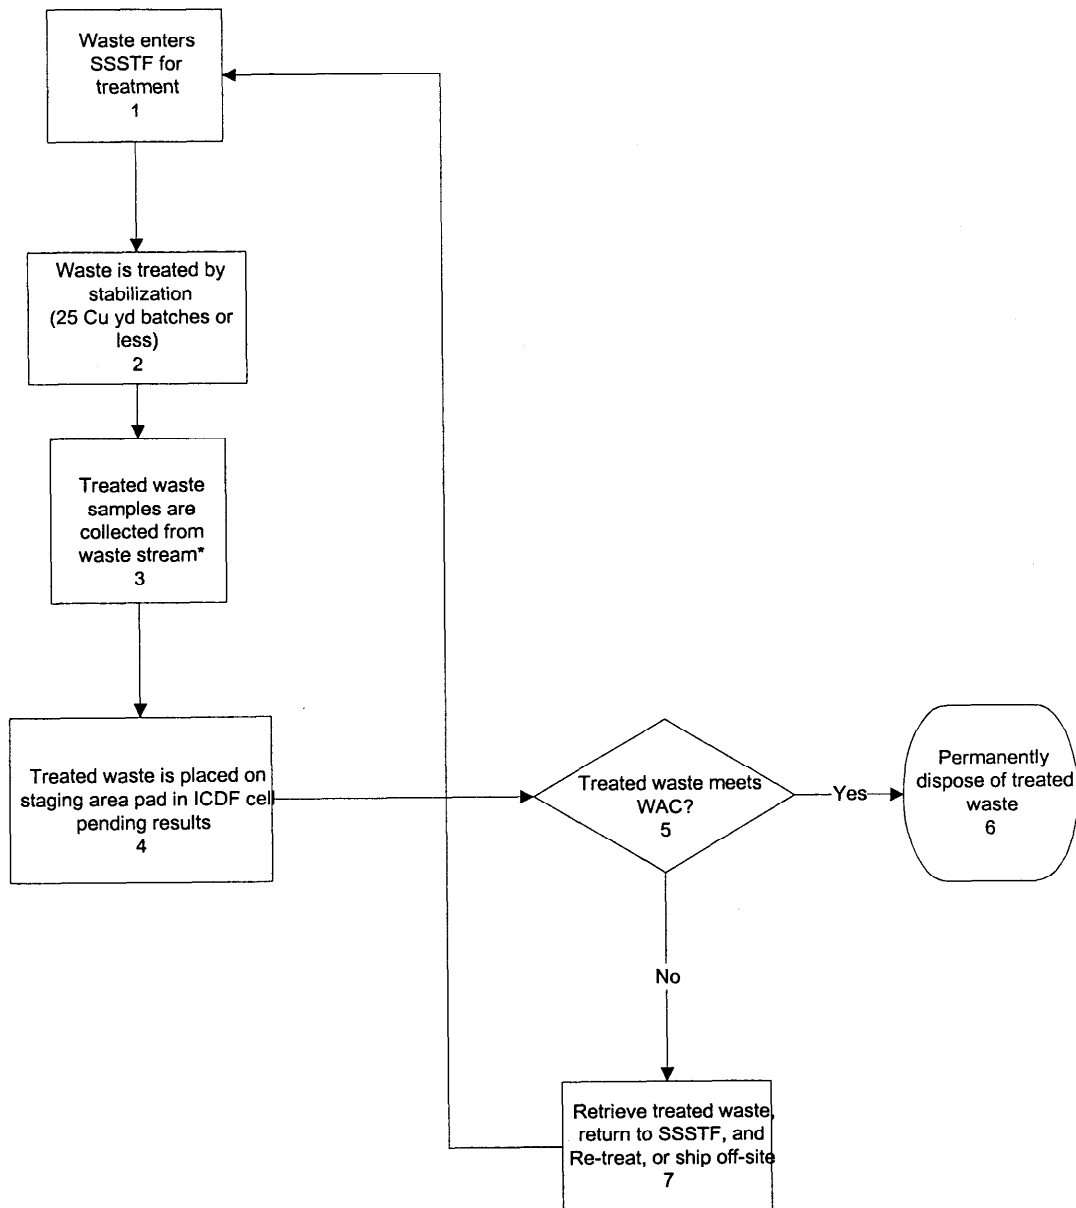 Waste enters
SSSTF for
treatment
1
Waste is treated by
stabilization
(25 Cu yd batches or
less)
2
Treated waste
samples are
collected from
waste stream*
3
Treated waste is placed on
staging area pad in ICDF cell
pending results
4
Treated waste meets
WAC?
5
Yes
Permanently
dispose of treated
waste
6
No
Retrieve treated waste,
return to SSSTF, and
Re-treat, or ship off-site
7